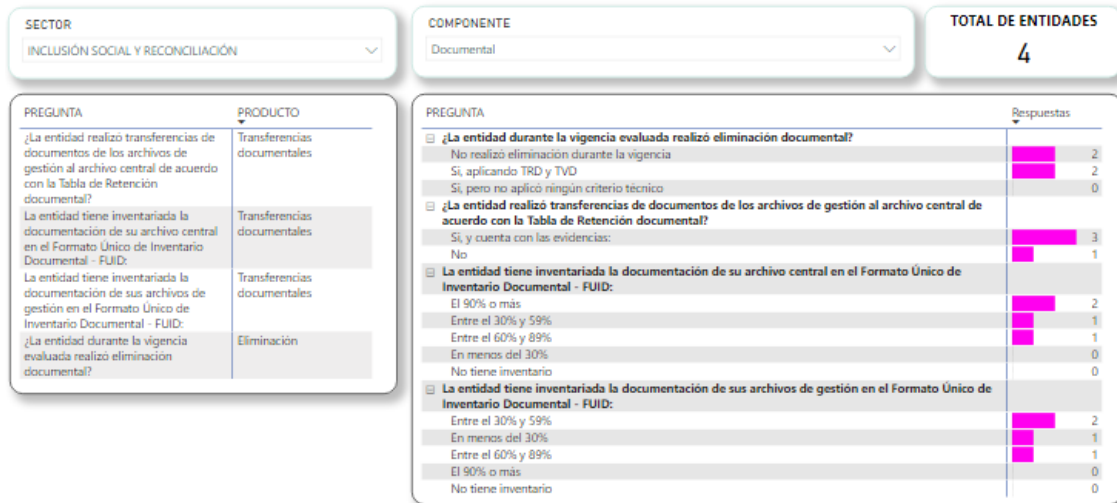 SECTOR
INCLUSIÓN SOCIAL Y RECONCILIACIÓN
COMPONENTE
Documental
TOTAL DE ENTIDADES
4
PREGUNTA PRODUCTO
¿La entidad realizó transferencias de Transferencias
documentos de los archivos de documentales
gestión al archivo central de acuerdo
con la Tabla de Retención
documental?
La entidad tiene inventariada la Transferencias
documentación de su archivo central documentales
en el Formato Único de Inventario
Documental - FUID:
La entidad tiene inventariada la Transferencias
documentación de sus archivos de documentales
gestión en el Formato Único de
Inventario Documental - FUID:
¿La entidad durante la vigencia Eliminación
evaluada realizó eliminación
documental?
PREGUNTA Respuestas
¿La entidad durante la vigencia evaluada realizó eliminación documental?
No realizó eliminación durante la vigencia 2
Si, aplicando TRD y TVD 2
Si, pero no aplicó ningún criterio técnico 0
¿La entidad realizó transferencias de documentos de los archivos de gestión al archivo central de
acuerdo con la Tabla de Retención documental?
Si, y cuenta con las evidencias: 3
No 1
La entidad tiene inventariada la documentación de su archivo central en el Formato Único de
Inventario Documental - FUID:
El 90% o más 2
Entre el 30% y 59% 1
Entre el 60% y 89% 1
En menos del 30% 0
No tiene inventario 0
La entidad tiene inventariada la documentación de sus archivos de gestión en el Formato Único de
Inventario Documental - FUID:
Entre el 30% y 59% 2
En menos del 30% 1
Entre el 60% y 89% 1
El 90% o más 0
No tiene inventario 0